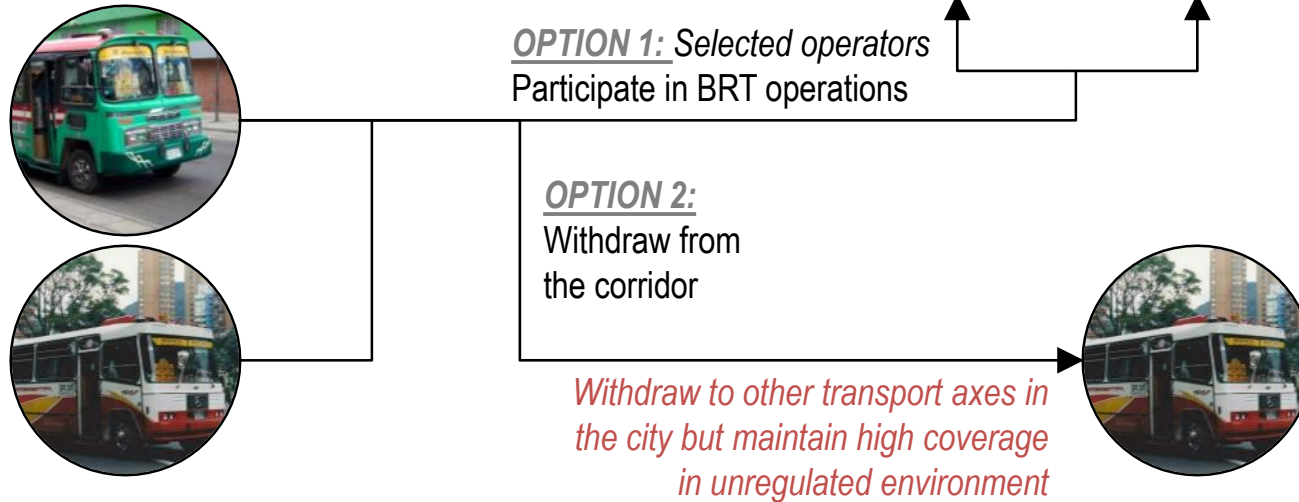 OPTION 1: Selected operators
Participate in BRT operations
OPTION 2:
Withdraw from
the corridor
Withdraw to other transport axes in
the city but maintain high coverage
in unregulated environment